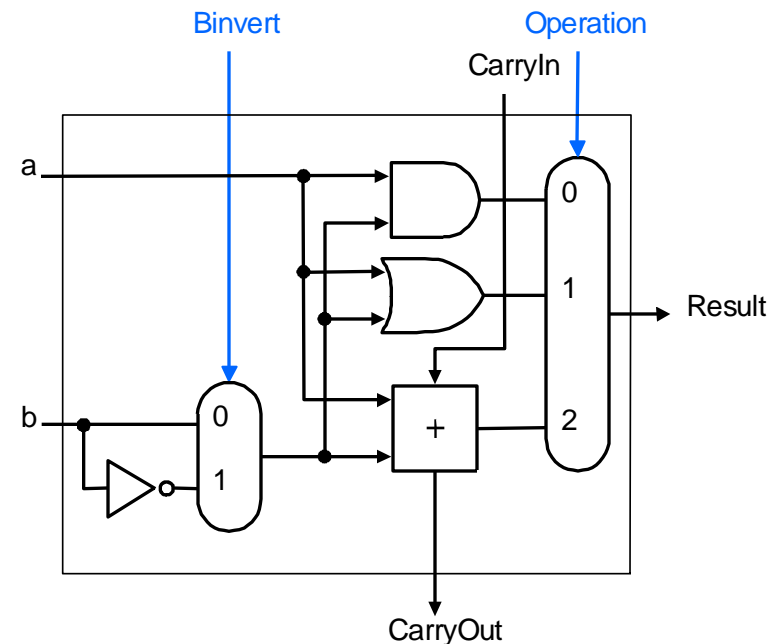 Binvert
Operation
CarryIn
a
0
1
Result
b
0
+
2
1
CarryOut